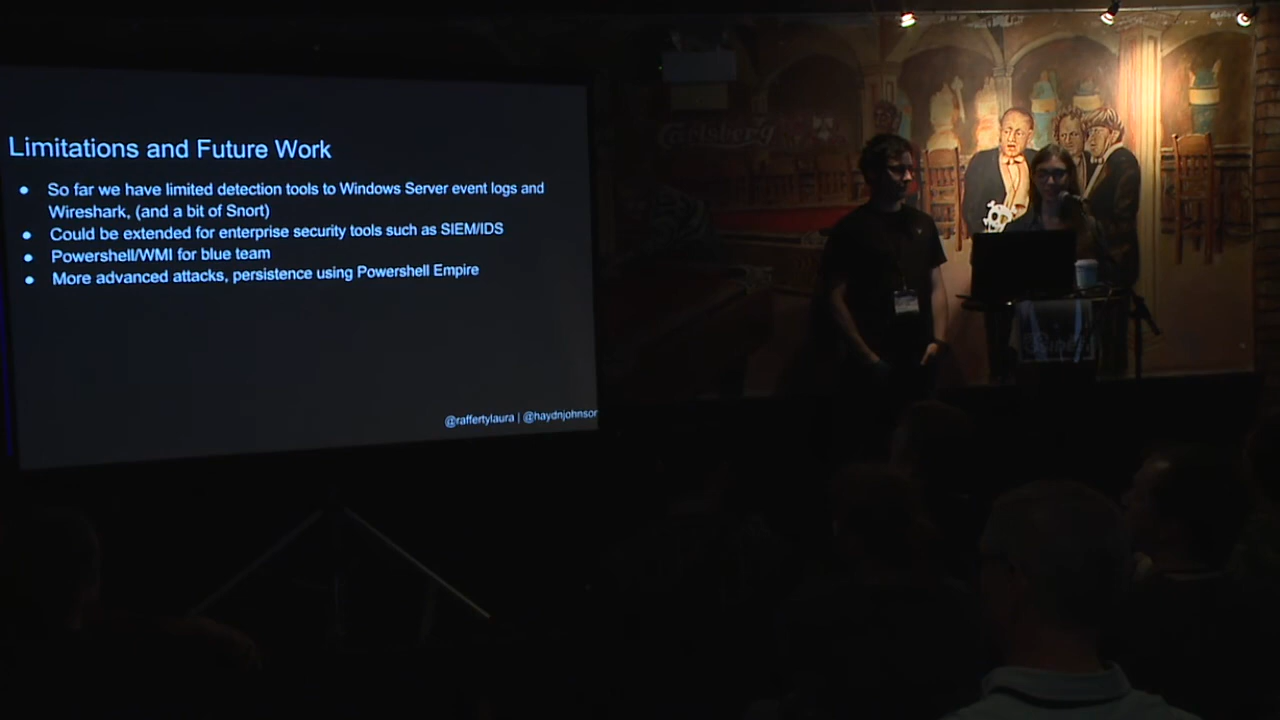 Limitations and Future Work
● So far we have limited detection tools to Windows Server event logs and
Wireshark, (and a bit of Snort)
● Could be extended for enterprise security tools such as SIEM/IDS
● Powershell/WMI for blue team
● More advanced attacks, persistence using Powershell Empire
@raffertylaura | @haydnjohnson
Carlsberg